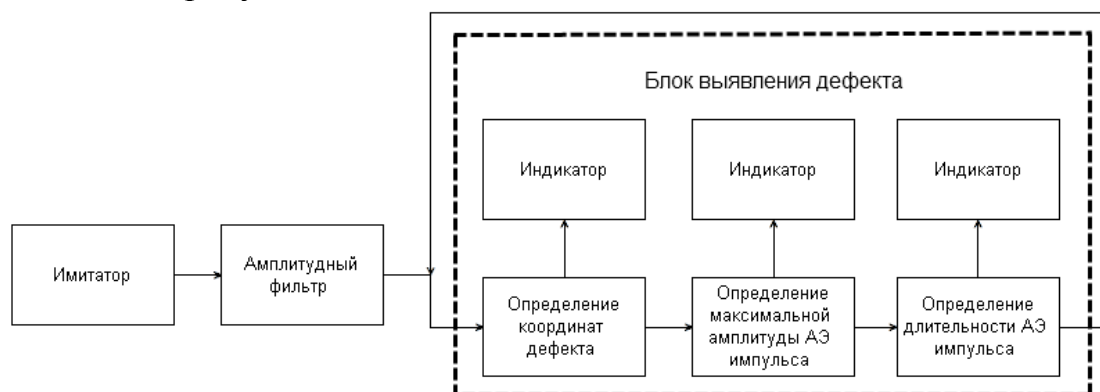 Блок выявления дефекта
Индикатор
Индикатор
Индикатор
Имитатор
Амплитудный
фильтр
Определение
координат
дефекта
Определение
максимальной
амплитуды АЭ
импульса
Определение
длительности АЭ
импульса